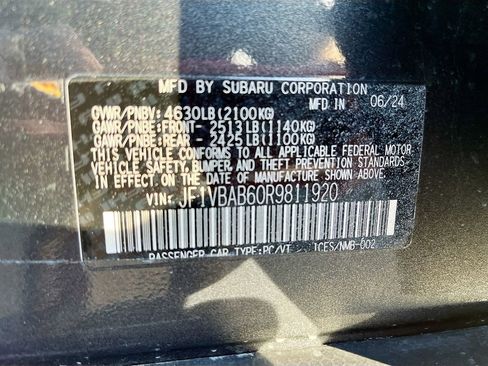 MFD BY SUBARU CORPORATION
MFD IN 06/24
GVWR/PNBV: 4630LB(2100KG)
GAWR/PNBE:FRONT- 2513LB(1140KG)
GAWR/PNBE:REAR - 2425LB(1100KG)
THIS VEHICLE CONFORMS TO ALL APPLICABLE FEDERAL MOTOR
VEHICLE SAFETY, BUMPER AND THEFT PREVENTION STANDARDS
IN EFFECT ON THE DATE OF MANUFACTURE SHOWN ABOVE.
VIN: JF1VBAB60R9811920
PASSENGER CAR TYPE:PC/VT ICES/NMB-002